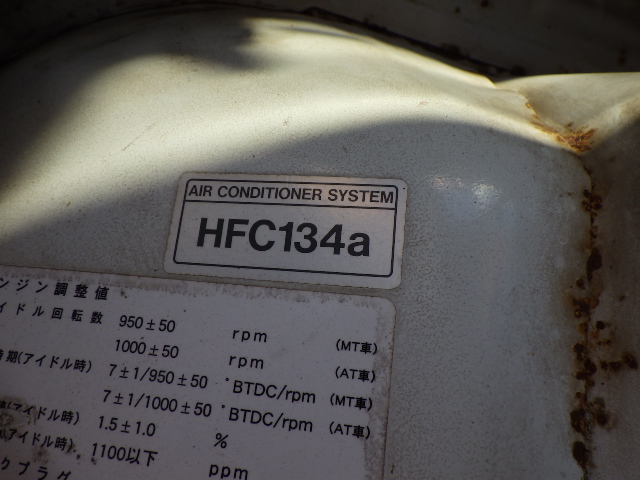 AIR CONDITIONER SYSTEM
HFC134a
ンジン調整値
イドル回転数 950±50 rpm (MT車)
1000±50 rpm (AT車)
時期(アイドル時) 7±1/950±50 °BTDC/rpm (MT車)
7±1/1000±50 °BTDC/rpm (AT車)
(アイドル時) 1.5±1.0 %
(アイドル時) 1100以下 ppm
クプラグ